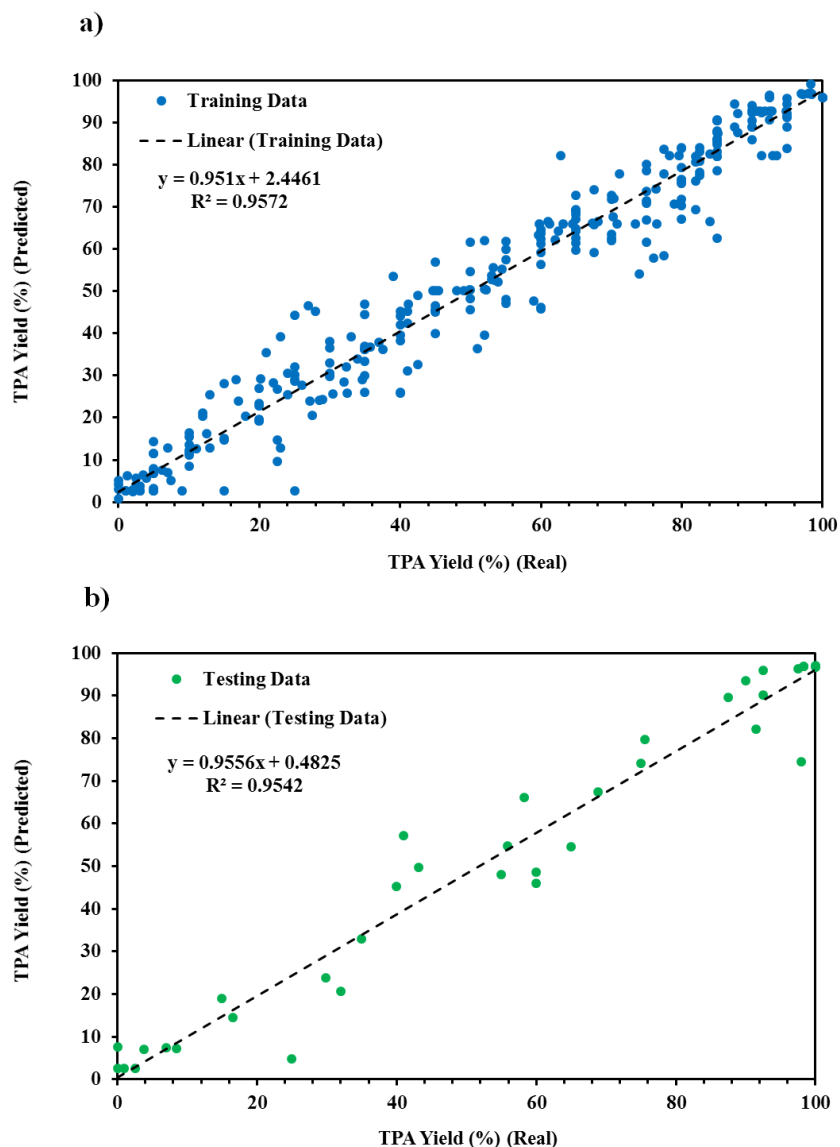 a)
100
90
80
70
60
50
40
30
20
10
0
0
20
40
60
80
100
TPA Yield (%) (Predicted)
TPA Yield (%) (Real)
Training Data
Linear (Training Data)
y = 0.951x + 2.4461
R² = 0.9572
b)
100
90
80
70
60
50
40
30
20
10
0
0
20
40
60
80
100
TPA Yield (%) (Predicted)
TPA Yield (%) (Real)
Testing Data
Linear (Testing Data)
y = 0.9556x + 0.4825
R² = 0.9542